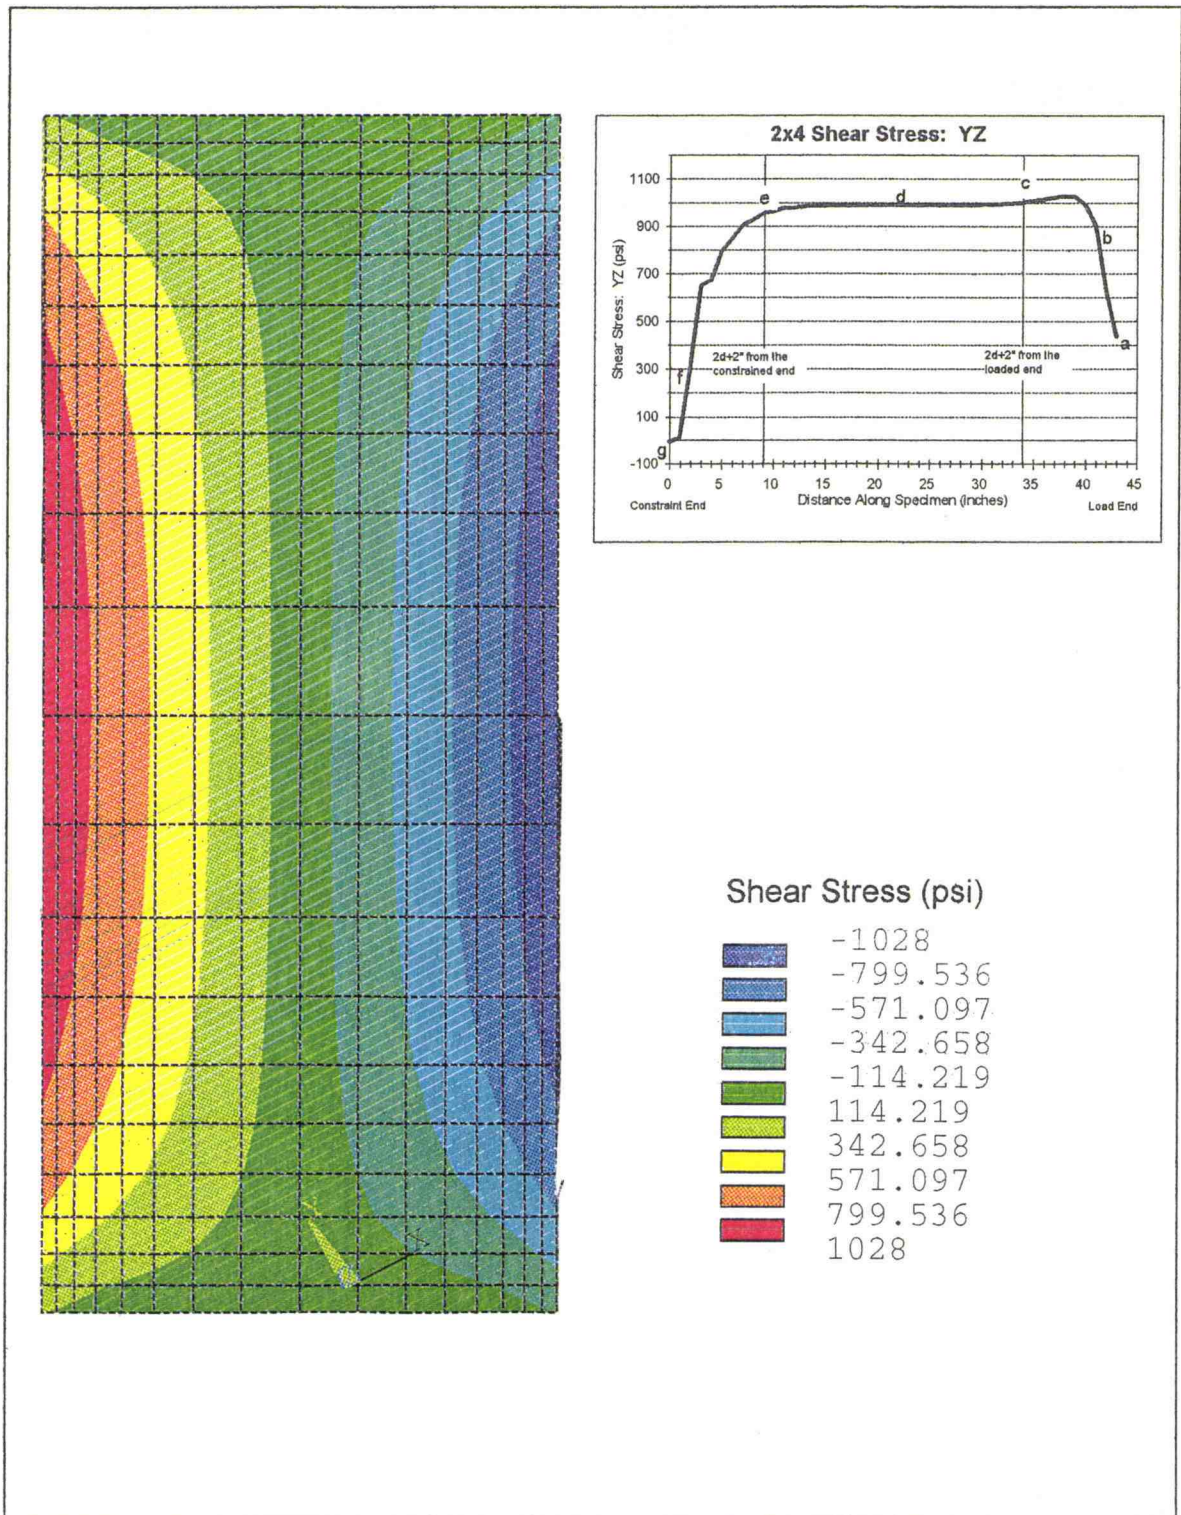 2x4 Shear Stress: YZ
Shear Stress: YZ (psi)
1100
900
700
500
300
100
-100
e
d
c
b
a
f
g
2d+2" from the
constrained end
2d+2" from the
loaded end
0 5 10 15 20 25 30 35 40 45
Constraint End
Distance Along Specimen (inches)
Load End
Shear Stress (psi)
-1028
-799.536
-571.097
-342.658
-114.219
114.219
342.658
571.097
799.536
1028